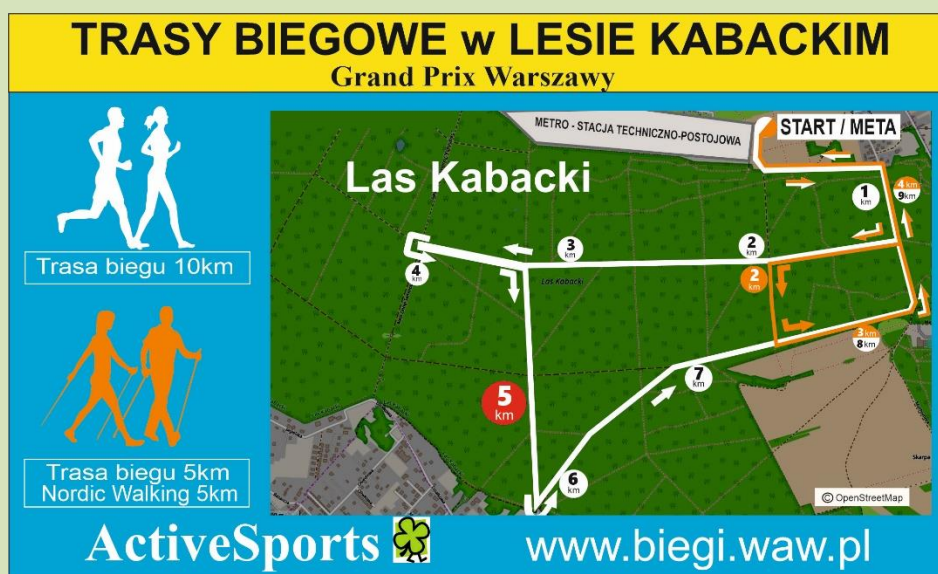 TRASY BIEGOWE w LESIE KABACKIM
Grand Prix Warszawy
Trasa biegu 10km
Trasa biegu 5km
Nordic Walking 5km
METRO - STACJA TECHNICZNO-POSTOJOWA
START / META
Las Kabacki
1 km
4 km
9 km
2 km
3 km
4 km
2 km
Las Kabacki
3 km
8 km
7
5 km
6 km
Skarpa
© OpenStreetMap
ActiveSports
www.biegi.waw.pl